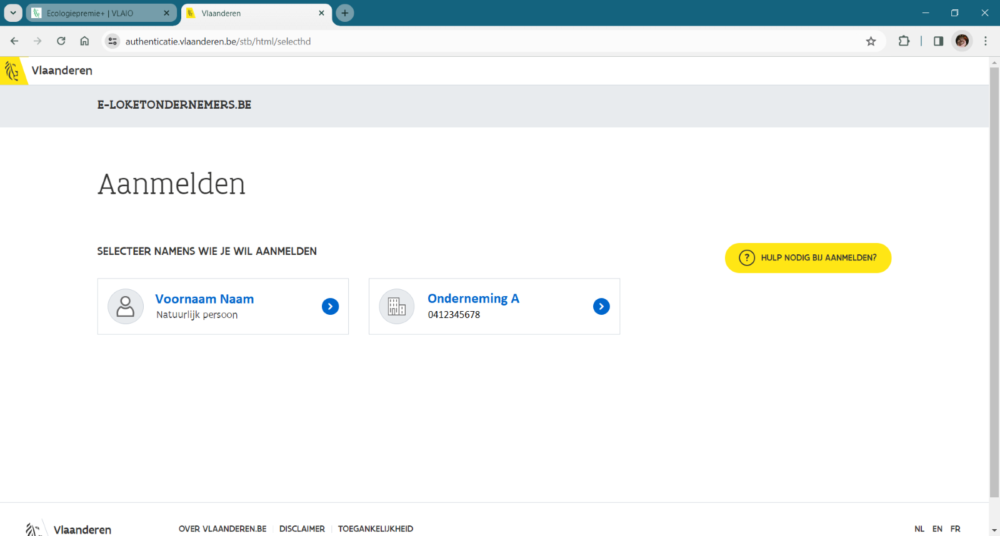 Ecologiepremie+ | VLAIO
Vlaanderen
authenticatie.vlaanderen.be/stb/html/selecthd
Vlaanderen
E-LOKETONDERNEMERS.BE
Aanmelden
SELECTEER NAMENS WIE JE WIL AANMELDEN
? HULP NODIG BIJ AANMELDEN?
Voornaam Naam
Natuurlijk persoon
Onderneming A
0412345678
Vlaanderen
OVER VLAANDEREN.BE
DISCLAIMER
TOEGANKELIJKHEID
NL EN FR